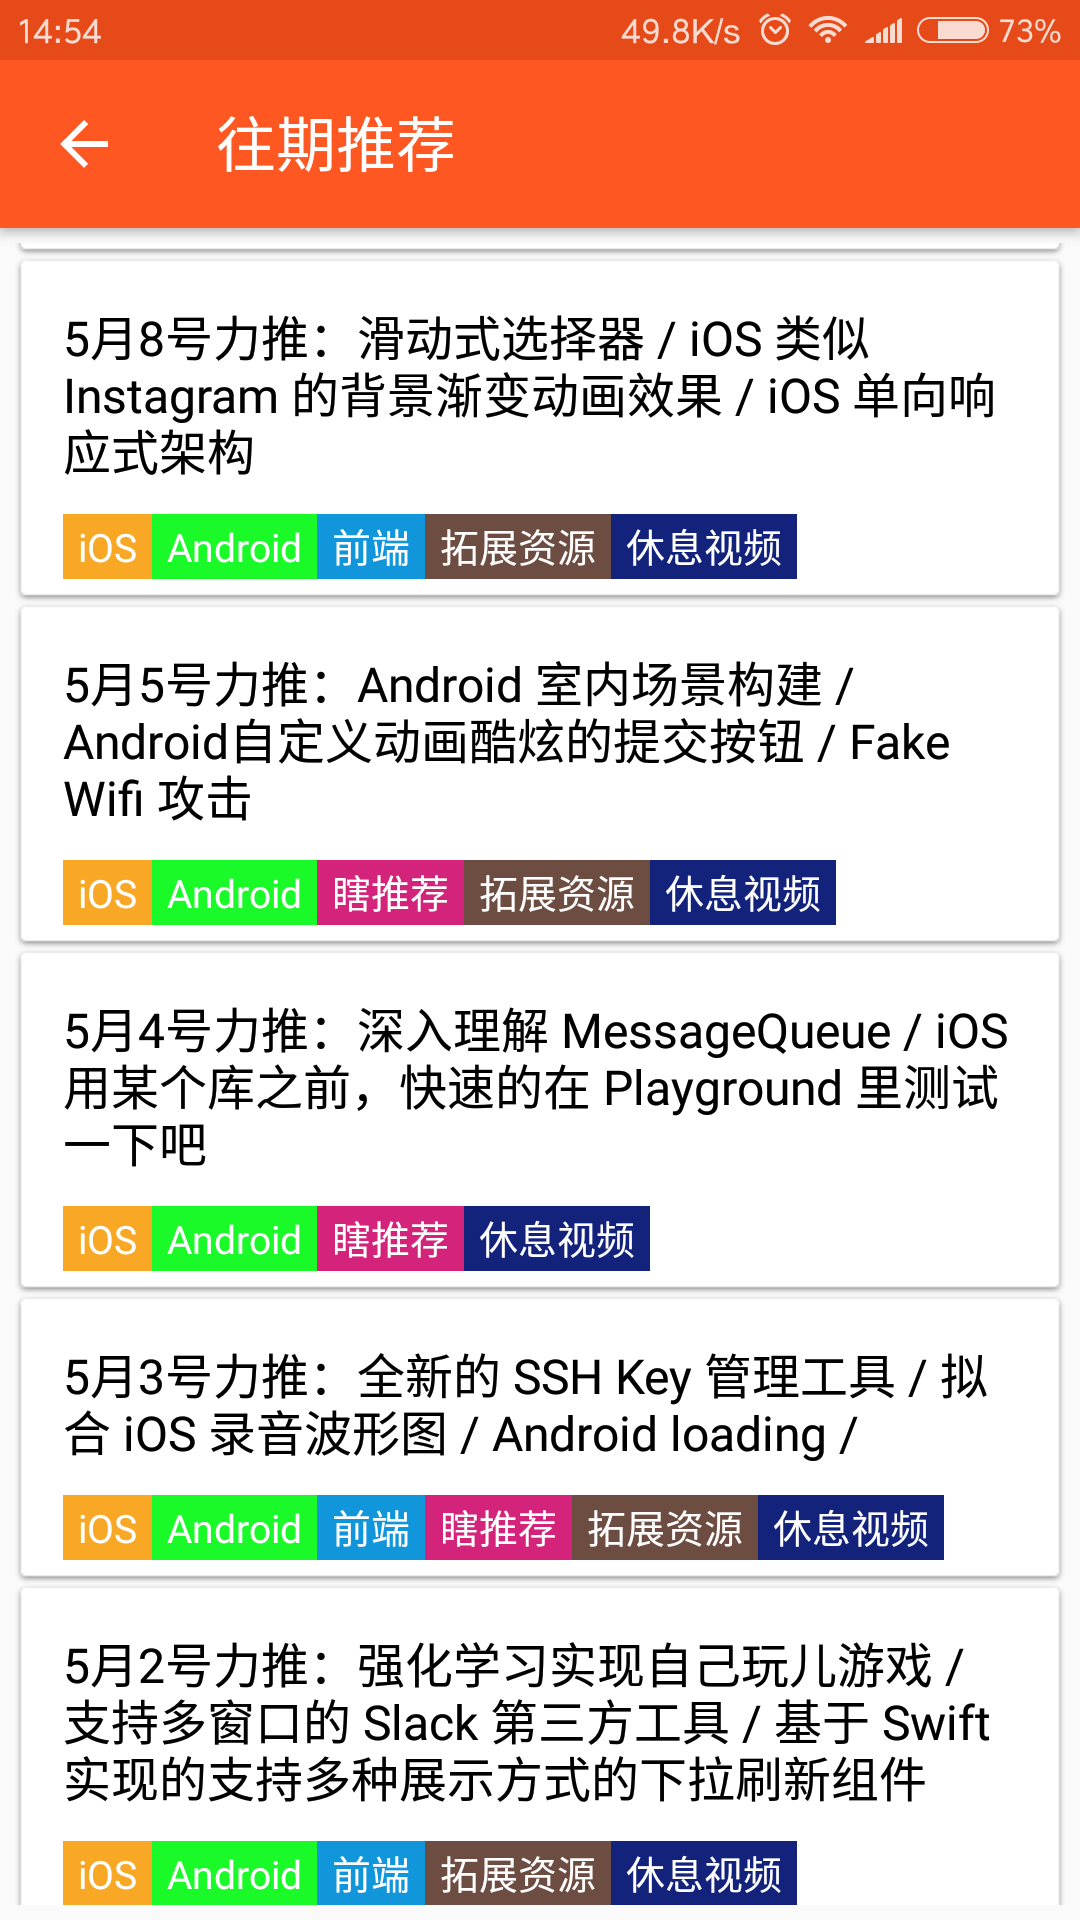 14:54 49.8K/s 73%
往期推荐
5月8号力推：滑动式选择器 / iOS 类似
Instagram 的背景渐变动画效果 / iOS 单向响
应式架构
iOS Android 前端 拓展资源 休息视频
5月5号力推：Android 室内场景构建 /
Android自定义动画酷炫的提交按钮 / Fake
Wifi 攻击
iOS Android 瞎推荐 拓展资源 休息视频
5月4号力推：深入理解 MessageQueue / iOS
用某个库之前，快速的在 Playground 里测试
一下吧
iOS Android 瞎推荐 休息视频
5月3号力推：全新的 SSH Key 管理工具 / 拟
合 iOS 录音波形图 / Android loading /
iOS Android 前端 瞎推荐 拓展资源 休息视频
5月2号力推：强化学习实现自己玩儿游戏 /
支持多窗口的 Slack 第三方工具 / 基于 Swift
实现的支持多种展示方式的下拉刷新组件
iOS Android 前端 拓展资源 休息视频